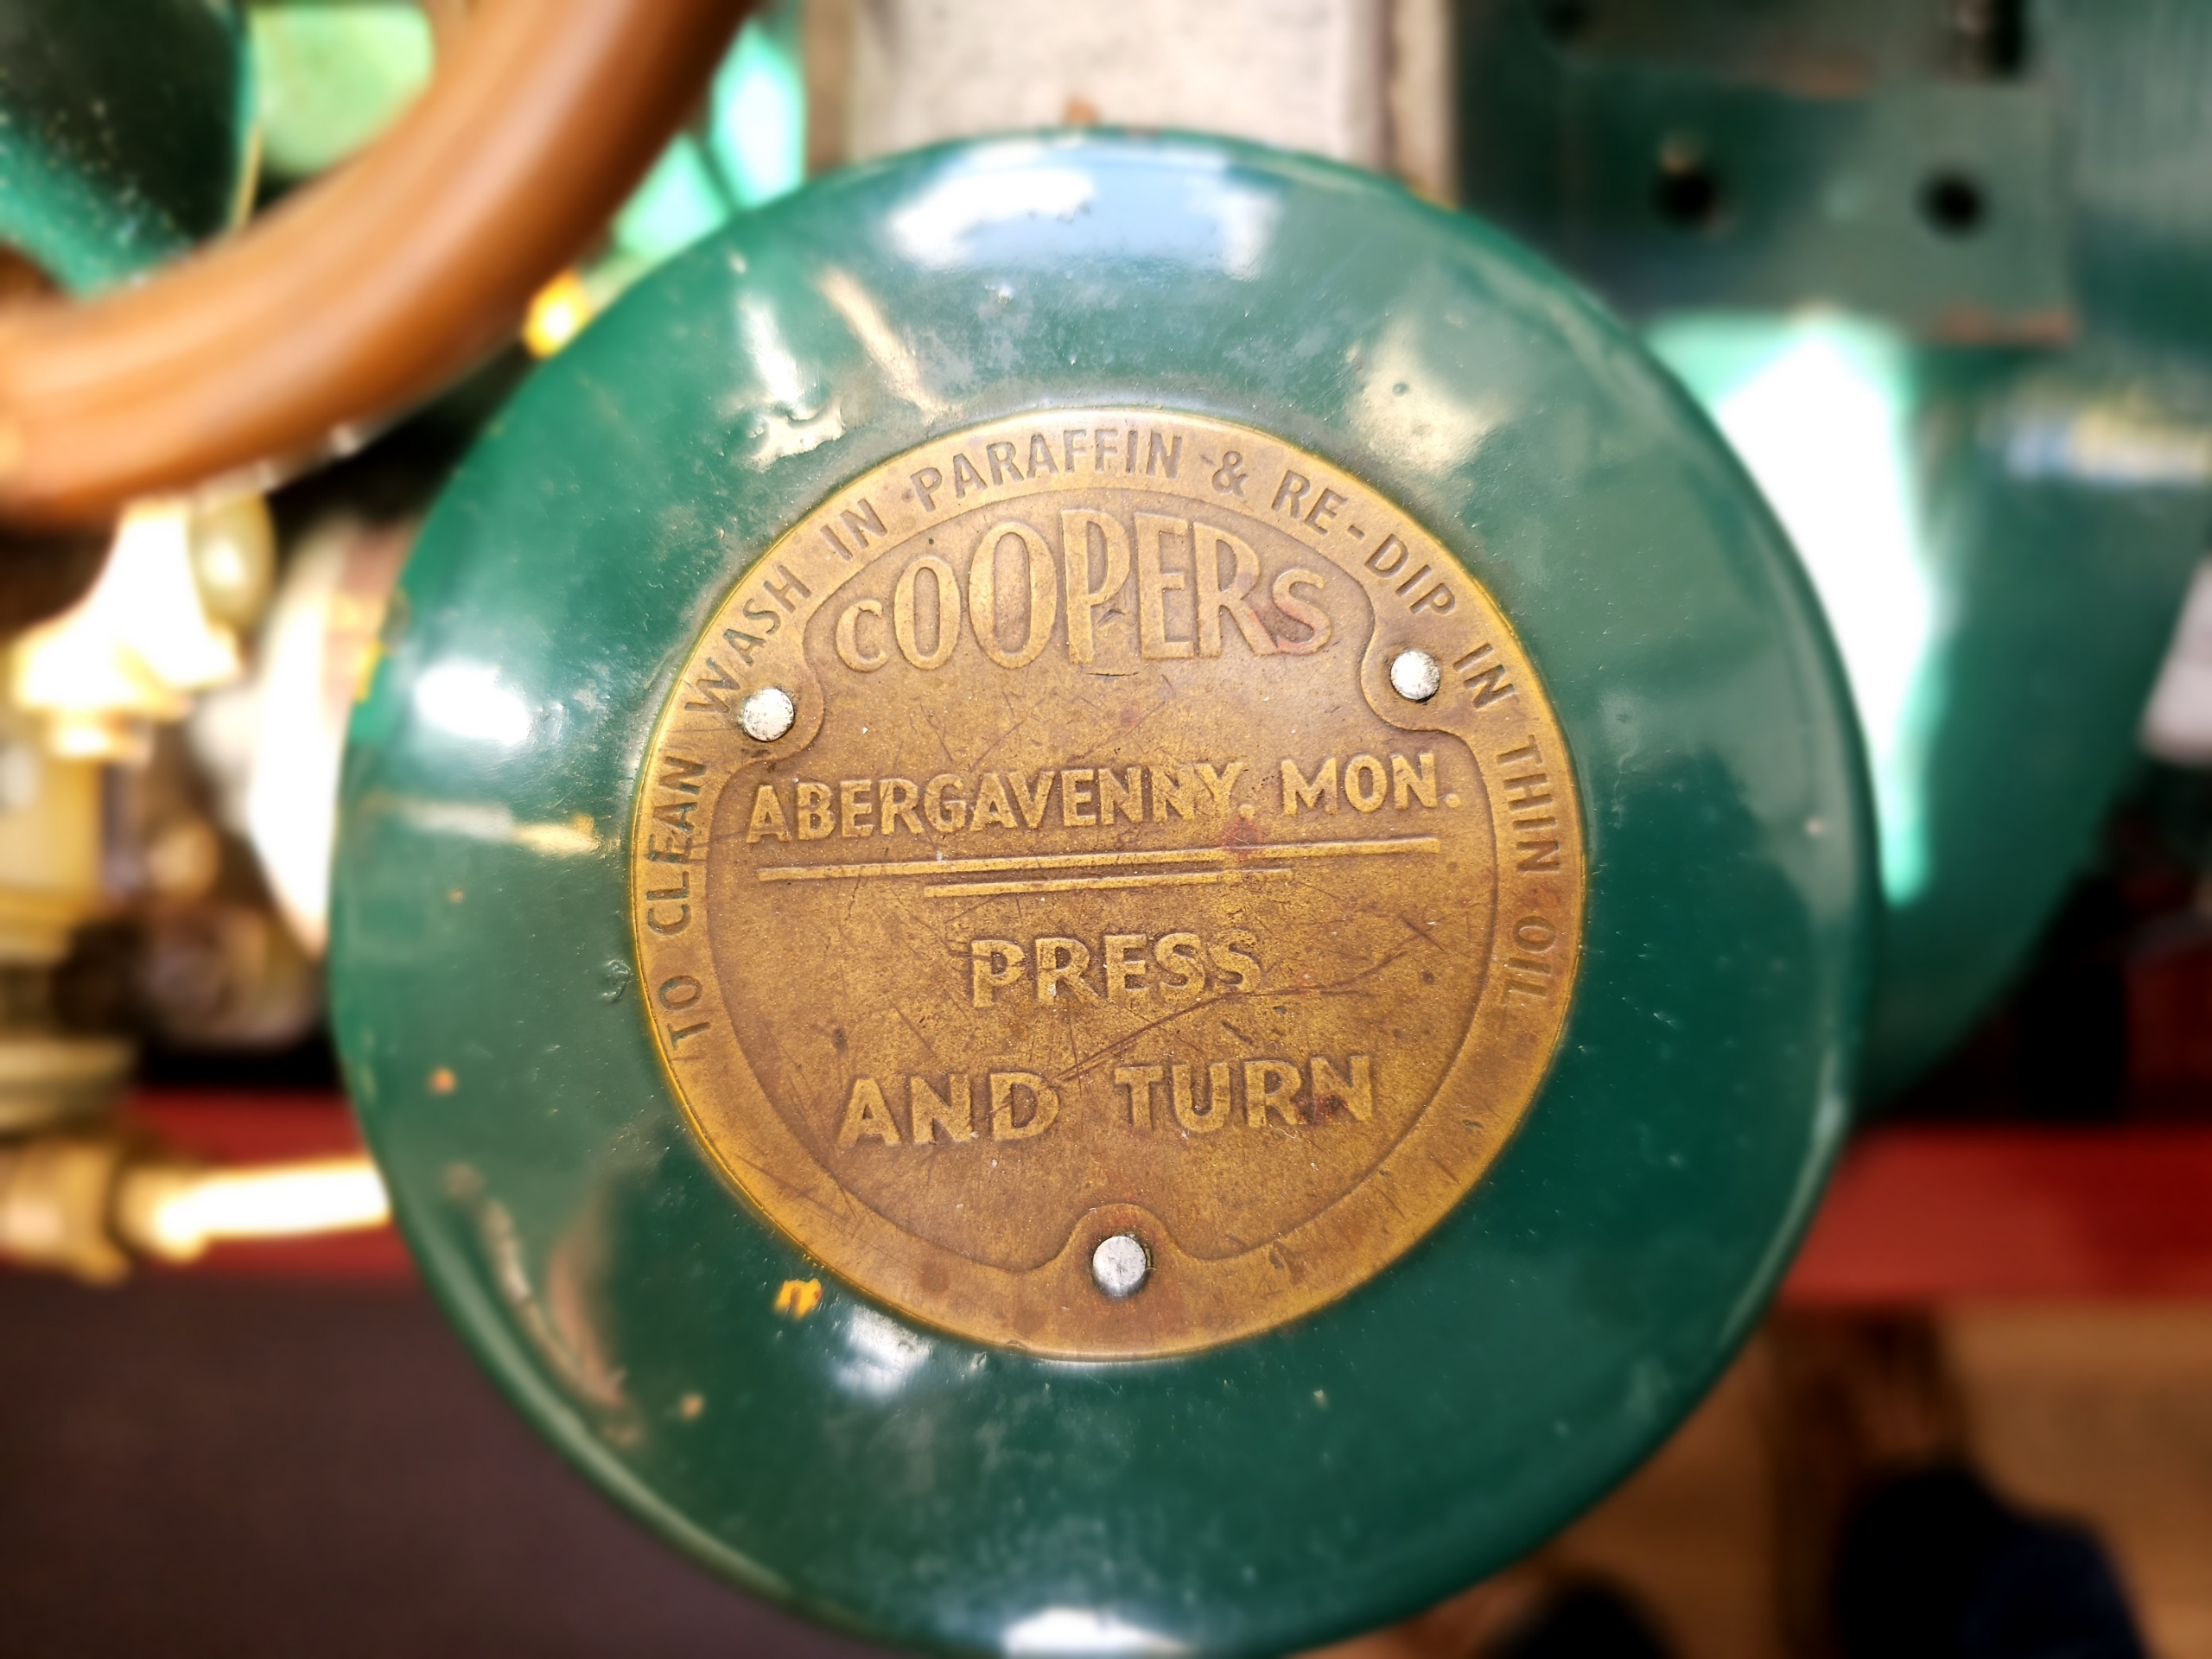 TO CLEAN WASH IN PARAFFIN & RE-DIP IN THIN OIL
COOPERS
ABERGAVENNY. MON.
PRESS
AND TURN